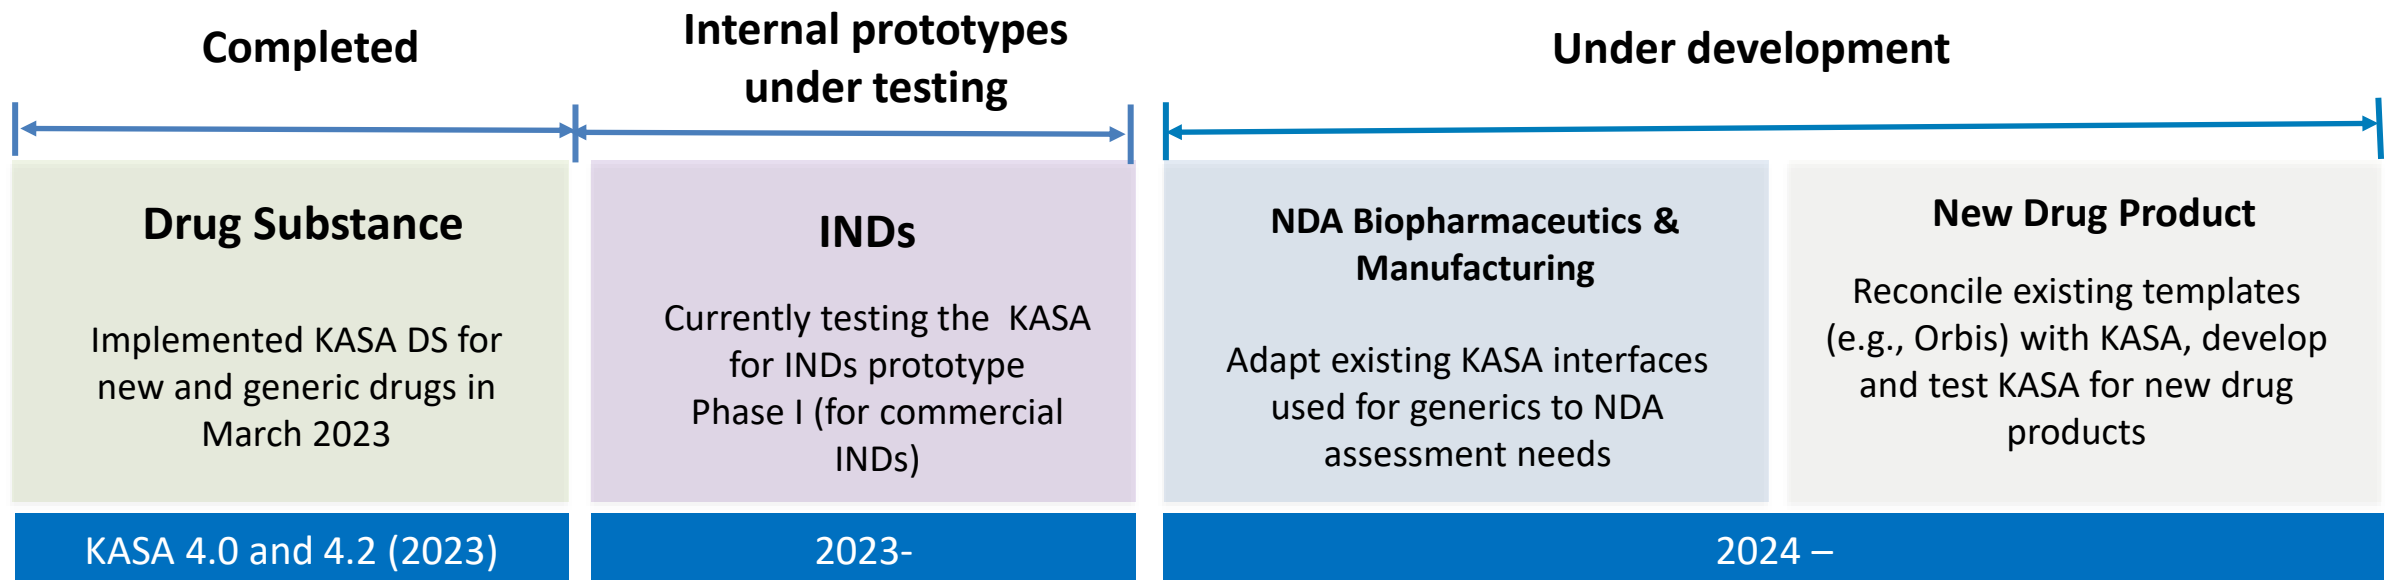 Completed
Internal prototypes
under testing
Under development
Drug Substance
Implemented KASA DS for
new and generic drugs in
March 2023
INDs
Currently testing the  KASA
for INDs prototype
Phase I (for commercial
INDs)
NDA Biopharmaceutics &
Manufacturing
Adapt existing KASA interfaces
used for generics to NDA
assessment needs
New Drug Product
Reconcile existing templates
(e.g., Orbis) with KASA, develop
and test KASA for new drug
products
KASA 4.0 and 4.2 (2023)
2023-
2024 –